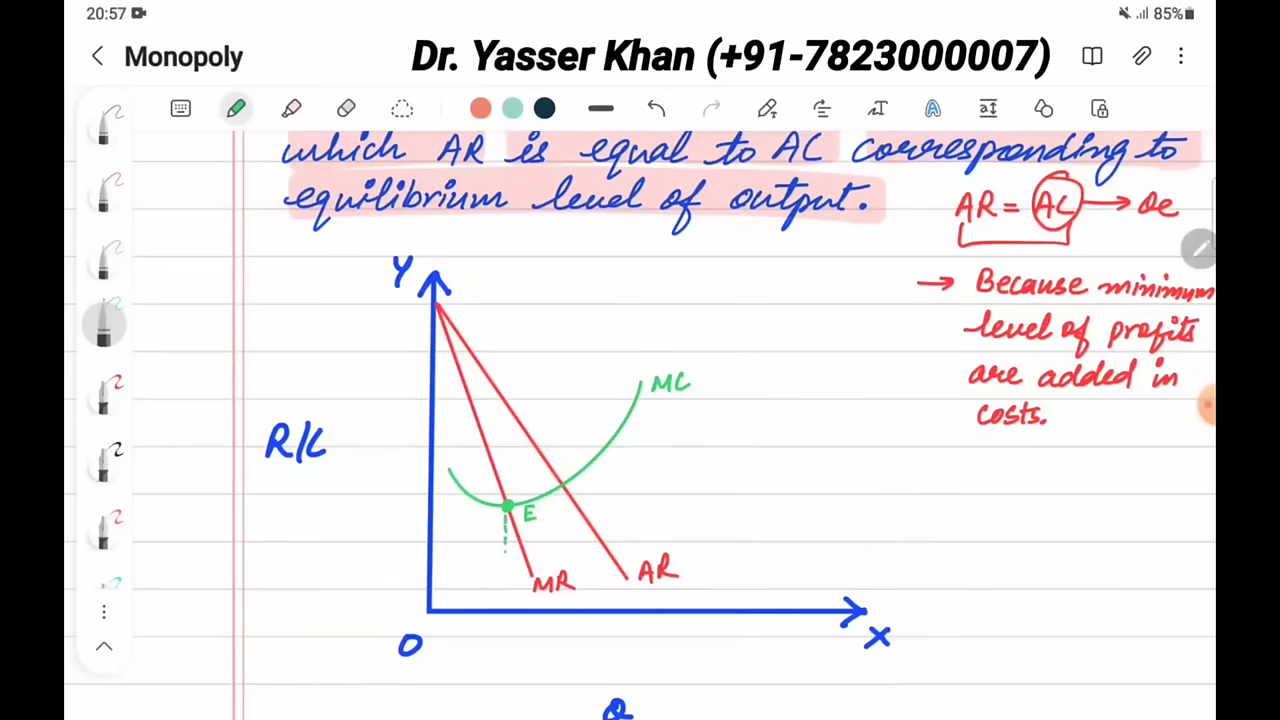 20:57
85%
Monopoly
Dr. Yasser Khan (+91-7823000007)
which AR is equal to AC corresponding to
equilibrium level of output.
AR = AC →
→ Because minimum
level of profits
are added in
costs.
Y
MC
R/C
E
MR
AR
O
X
Q